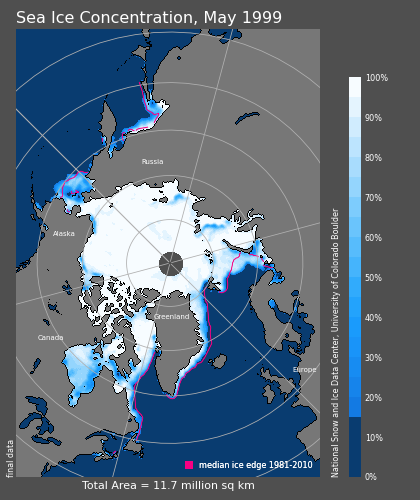 Sea Ice Concentration, May 1999
100%
90%
80%
70%
60%
50%
40%
30%
20%
10%
0%
Russia
Alaska
Greenland
Canada
Europe
National Snow and Ice Data Center, University of Colorado Boulder
final data
median ice edge 1981-2010
Total Area = 11.7 million sq km